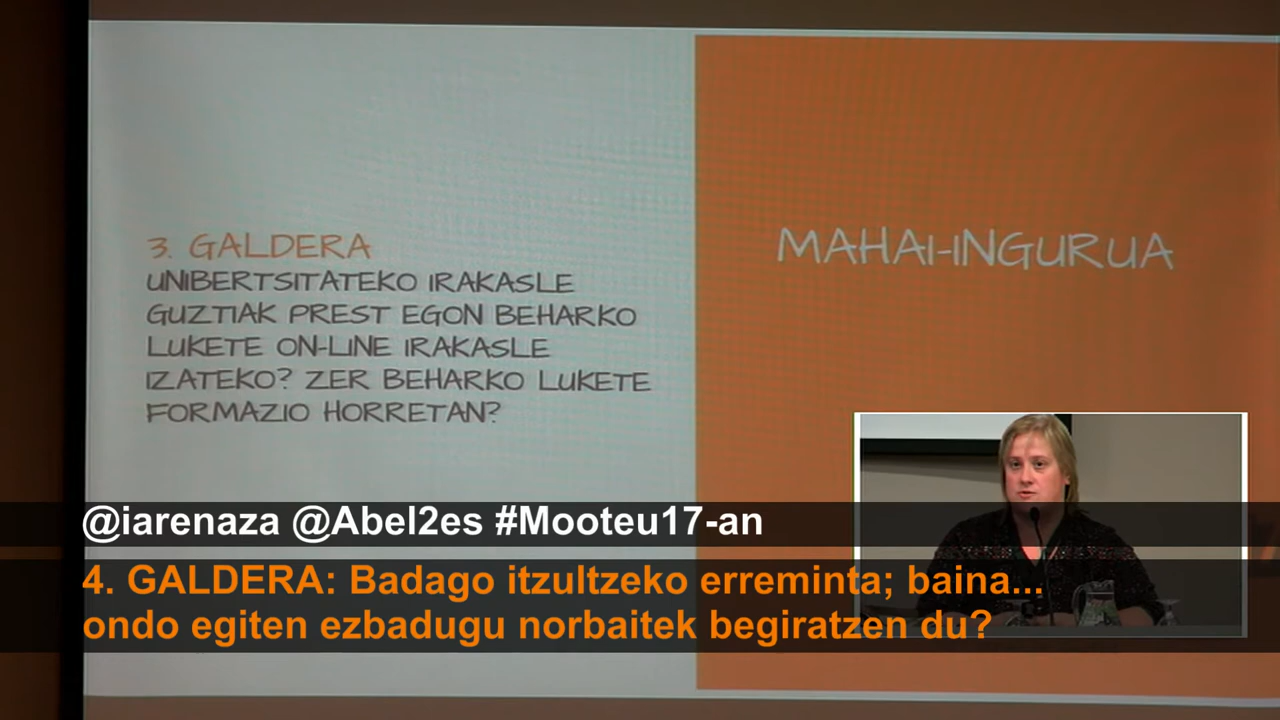 3. GALDERA
UNIBERTSITATEKO IRAKASLE
GUZTIAK PREST EGON BEHARKO
LUKETE ON-LINE IRAKASLE
IZATEKO? ZER BEHARKO LUKETE
FORMAZIO HORRETAN?
MAHAI-INGURUA
@iarenaza @Abel2es #Mooteu17-an
4. GALDERA: Badago itzultzeko erreminta; baina...
ondo egiten ezbadugu norbaitek begiratzen du?